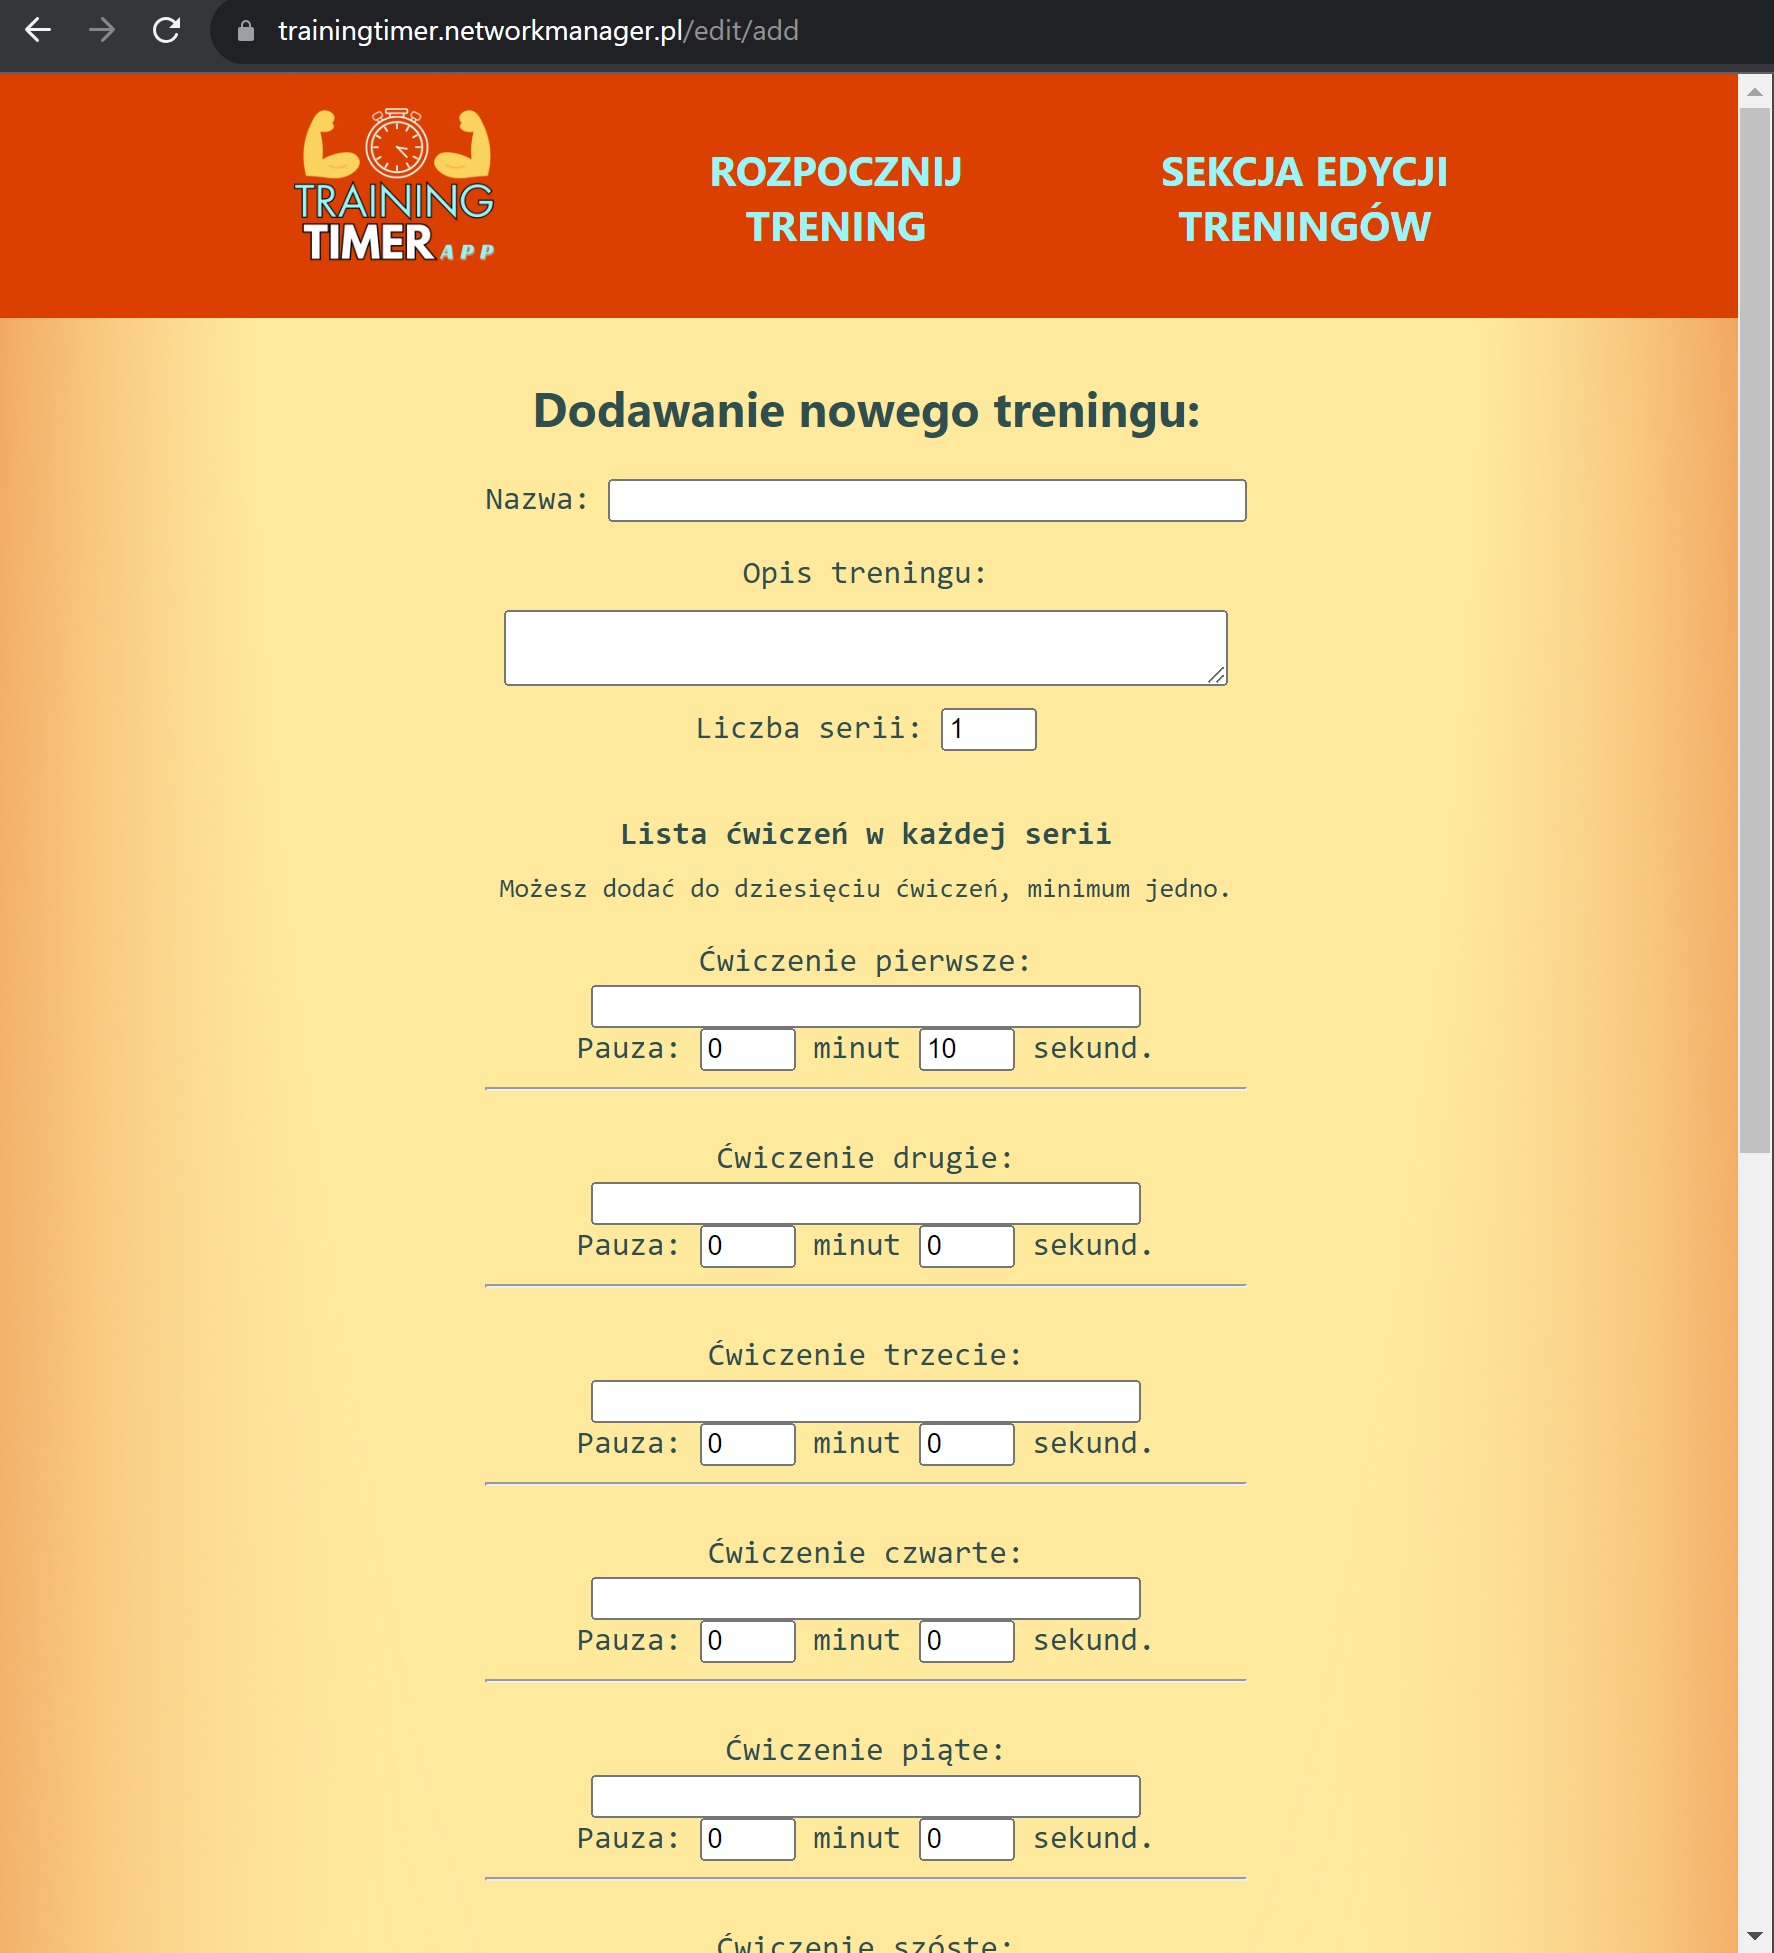 trainingtimer.networkmanager.pl/edit/add
TRAINING
TIMER APP
ROZPOCZNIJ
TRENING
SEKCJA EDYCJI
TRENINGÓW
Dodawanie nowego treningu:
Nazwa:
Opis treningu:
Liczba serii: 1
Lista ćwiczeń w każdej serii
Możesz dodać do dziesięciu ćwiczeń, minimum jedno.
Ćwiczenie pierwsze:
Pauza: 0 minut 10 sekund.
Ćwiczenie drugie:
Pauza: 0 minut 0 sekund.
Ćwiczenie trzecie:
Pauza: 0 minut 0 sekund.
Ćwiczenie czwarte:
Pauza: 0 minut 0 sekund.
Ćwiczenie piąte:
Pauza: 0 minut 0 sekund.
Ćwiczenie szóste: